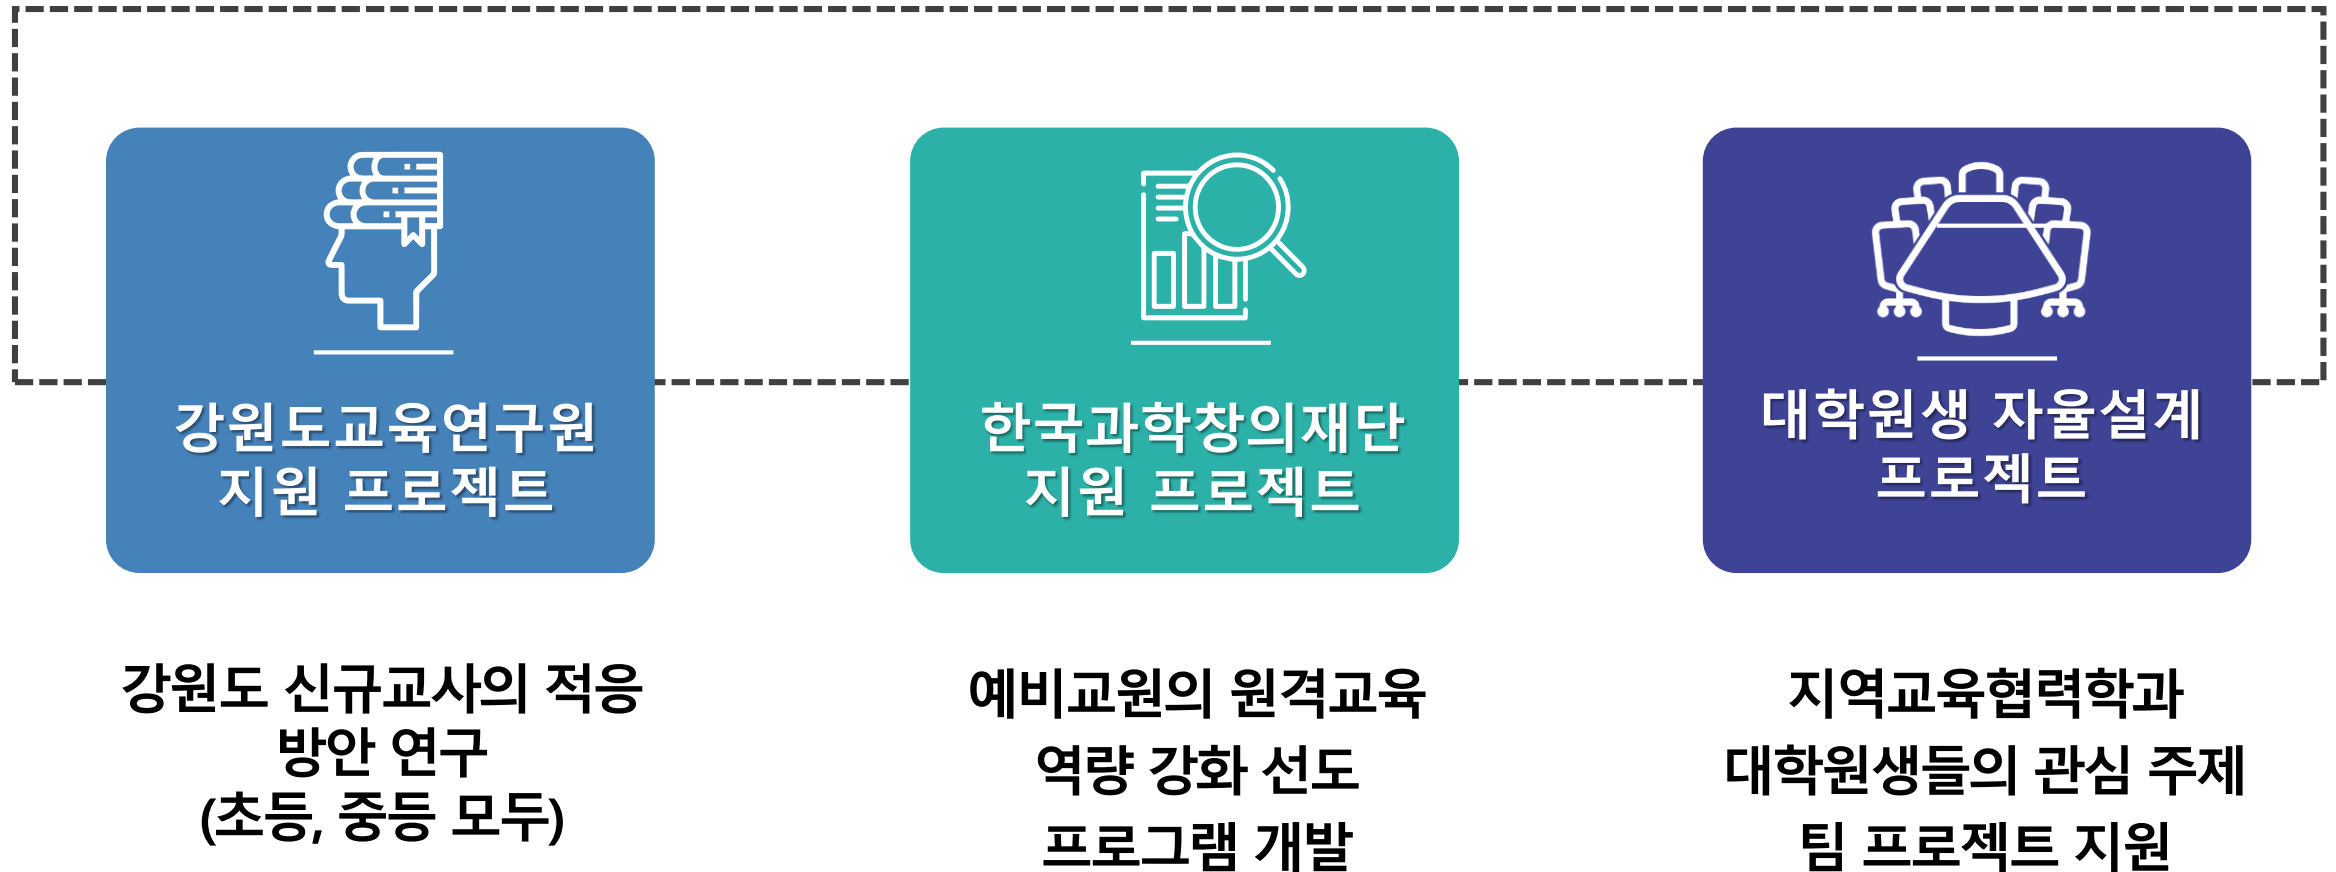 강원도교육연구원
지원 프로젝트
한국과학창의재단
지원 프로젝트
대학원생 자율설계
프로젝트
강원도 신규교사의 적응
방안 연구
(초등, 중등 모두)
예비교원의 원격교육
역량 강화 선도
프로그램 개발
지역교육협력학과
대학원생들의 관심 주제
팀 프로젝트 지원